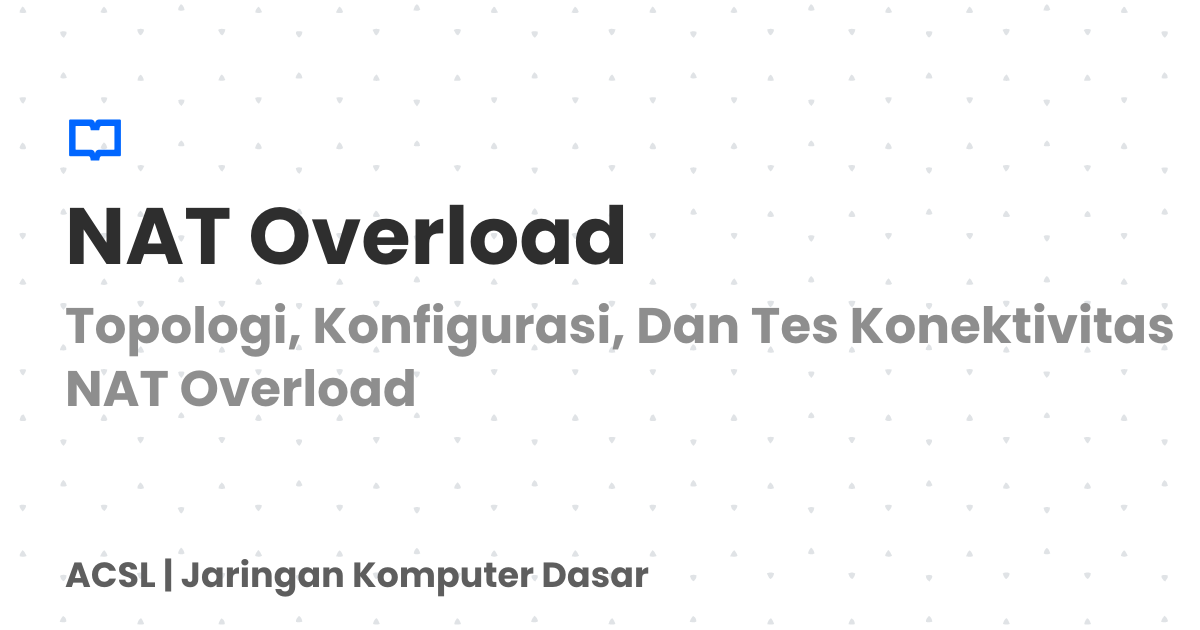 NAT Overload
Topologi, Konfigurasi, Dan Tes Konektivitas
NAT Overload
ACSL | Jaringan Komputer Dasar